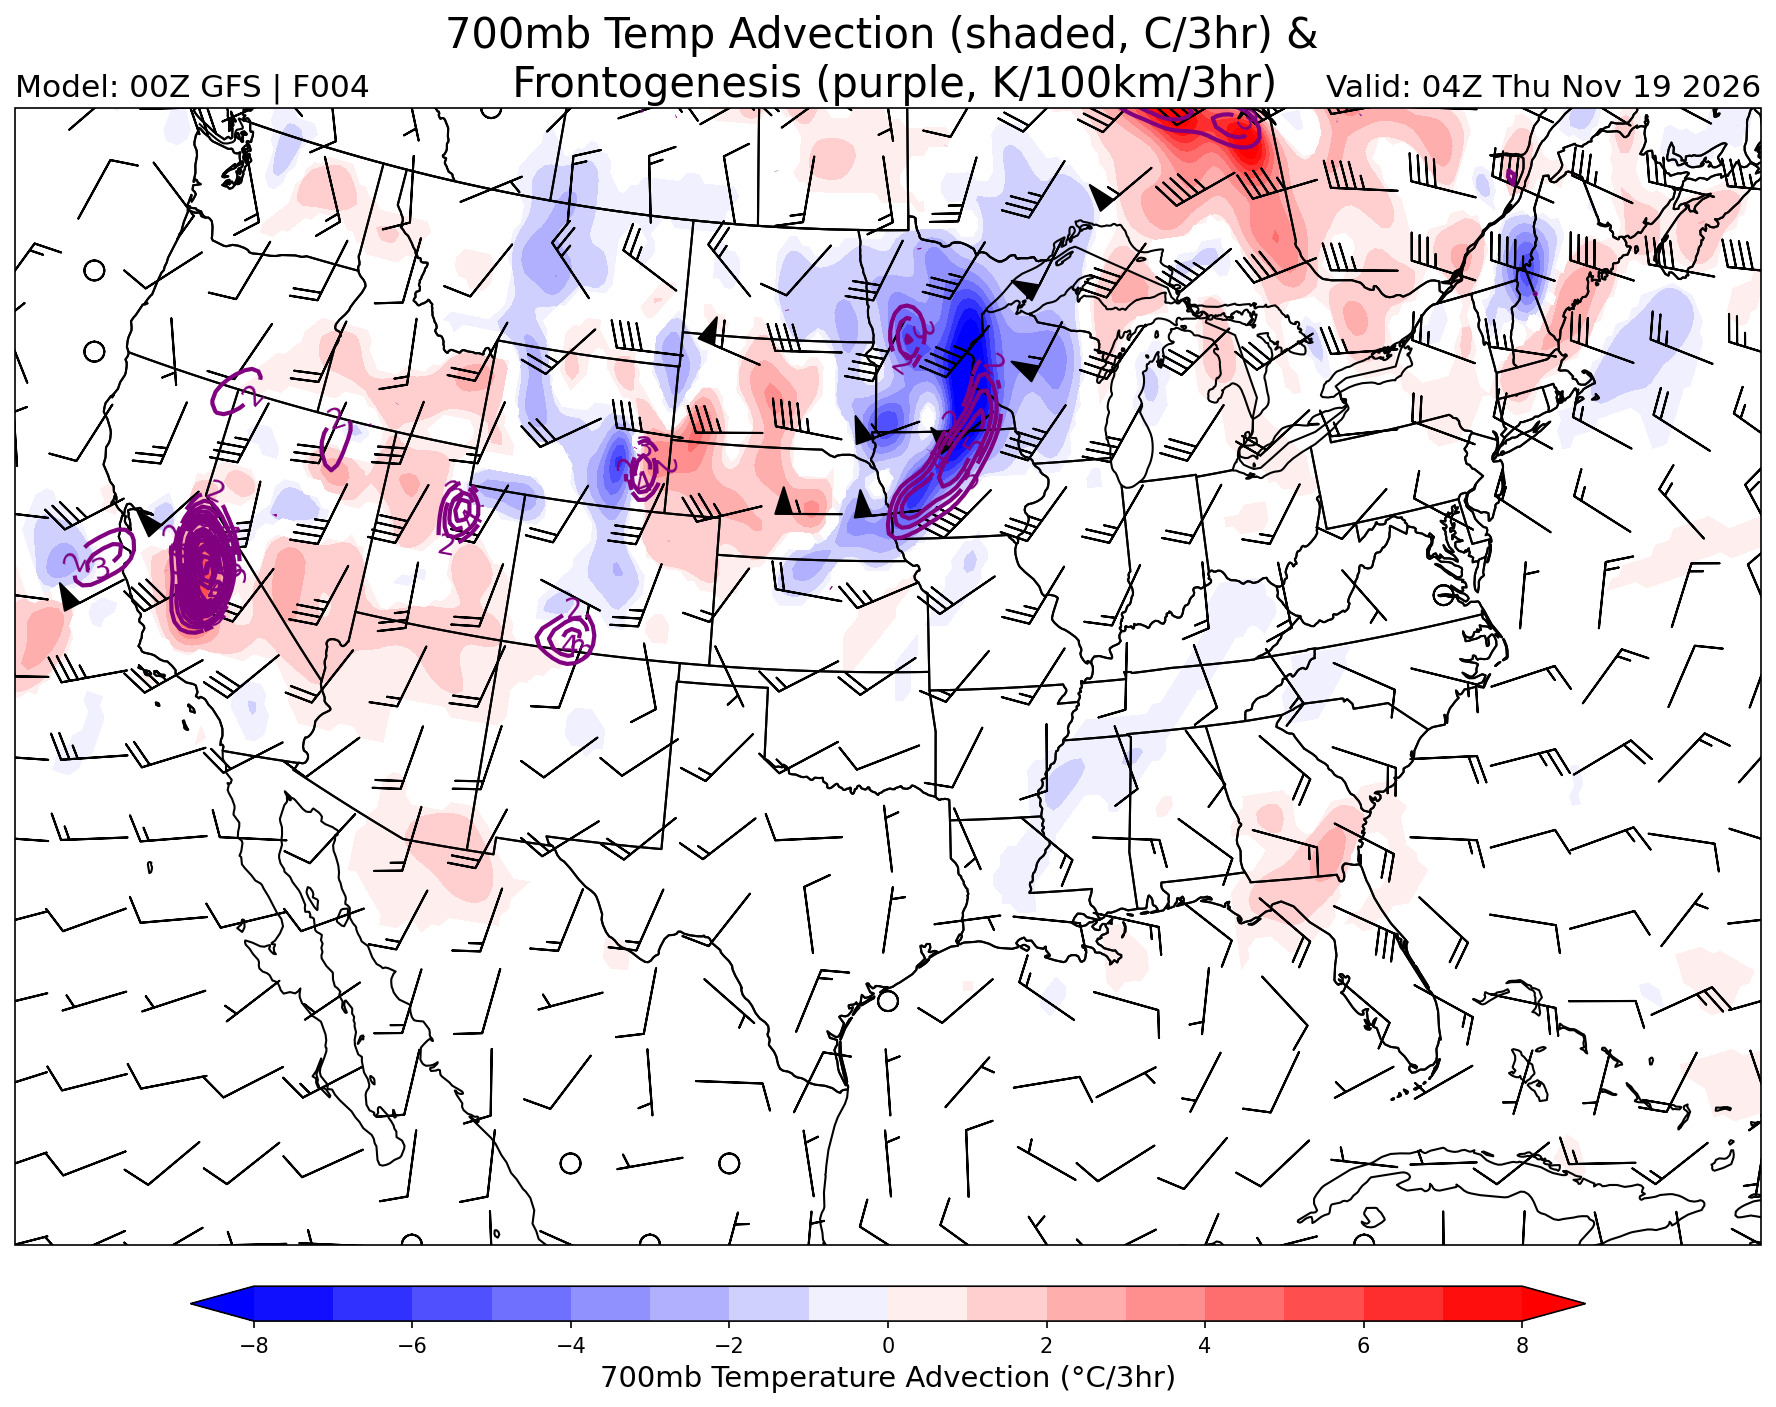 700mb Temp Advection (shaded, C/3hr) &
Model: 00Z GFS | F004
Frontogenesis (purple, K/100km/3hr)
Valid: 04Z Thu Nov 19 2026
−8 −6 −4 −2 0 2 4 6 8
700mb Temperature Advection (°C/3hr)